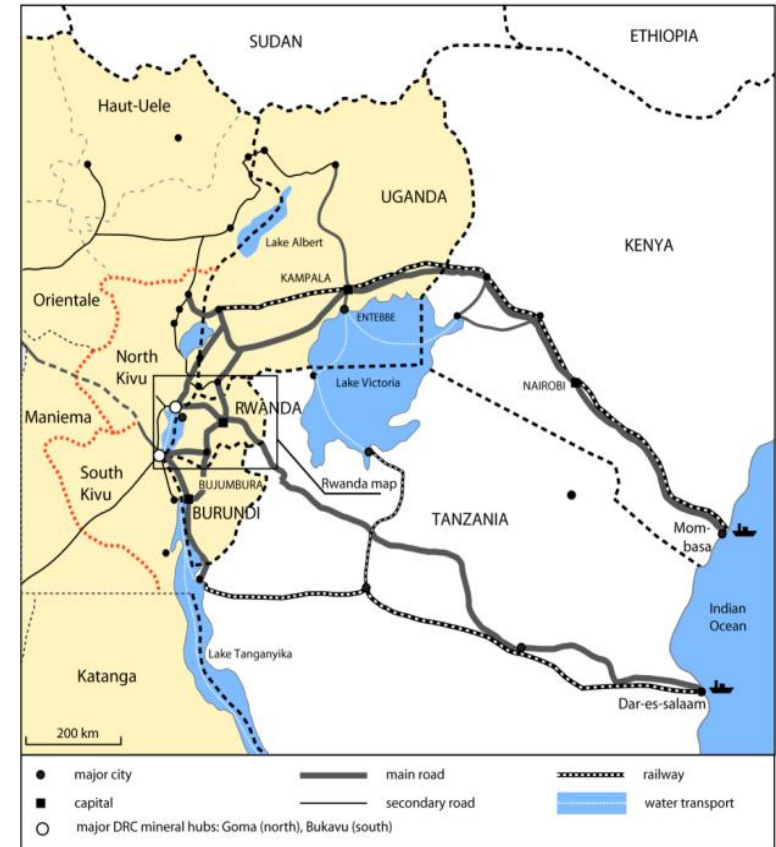 SUDAN
ETHIOPIA
Haut-Uele
UGANDA
Lake Albert
KENYA
KAMPALA
Orientale
ENTEBBE
North
Kivu
Lake Victoria
NAIROBI
RWANDA
Maniema
South
Kivu
BUJUMBURA
Rwanda map
BURUNDI
TANZANIA
Mom-
basa
Indian
Ocean
Lake Tanganyika
Katanga
Dar-es-salaam
200 km
major city
main road
railway
capital
secondary road
water transport
major DRC mineral hubs: Goma (north), Bukavu (south)